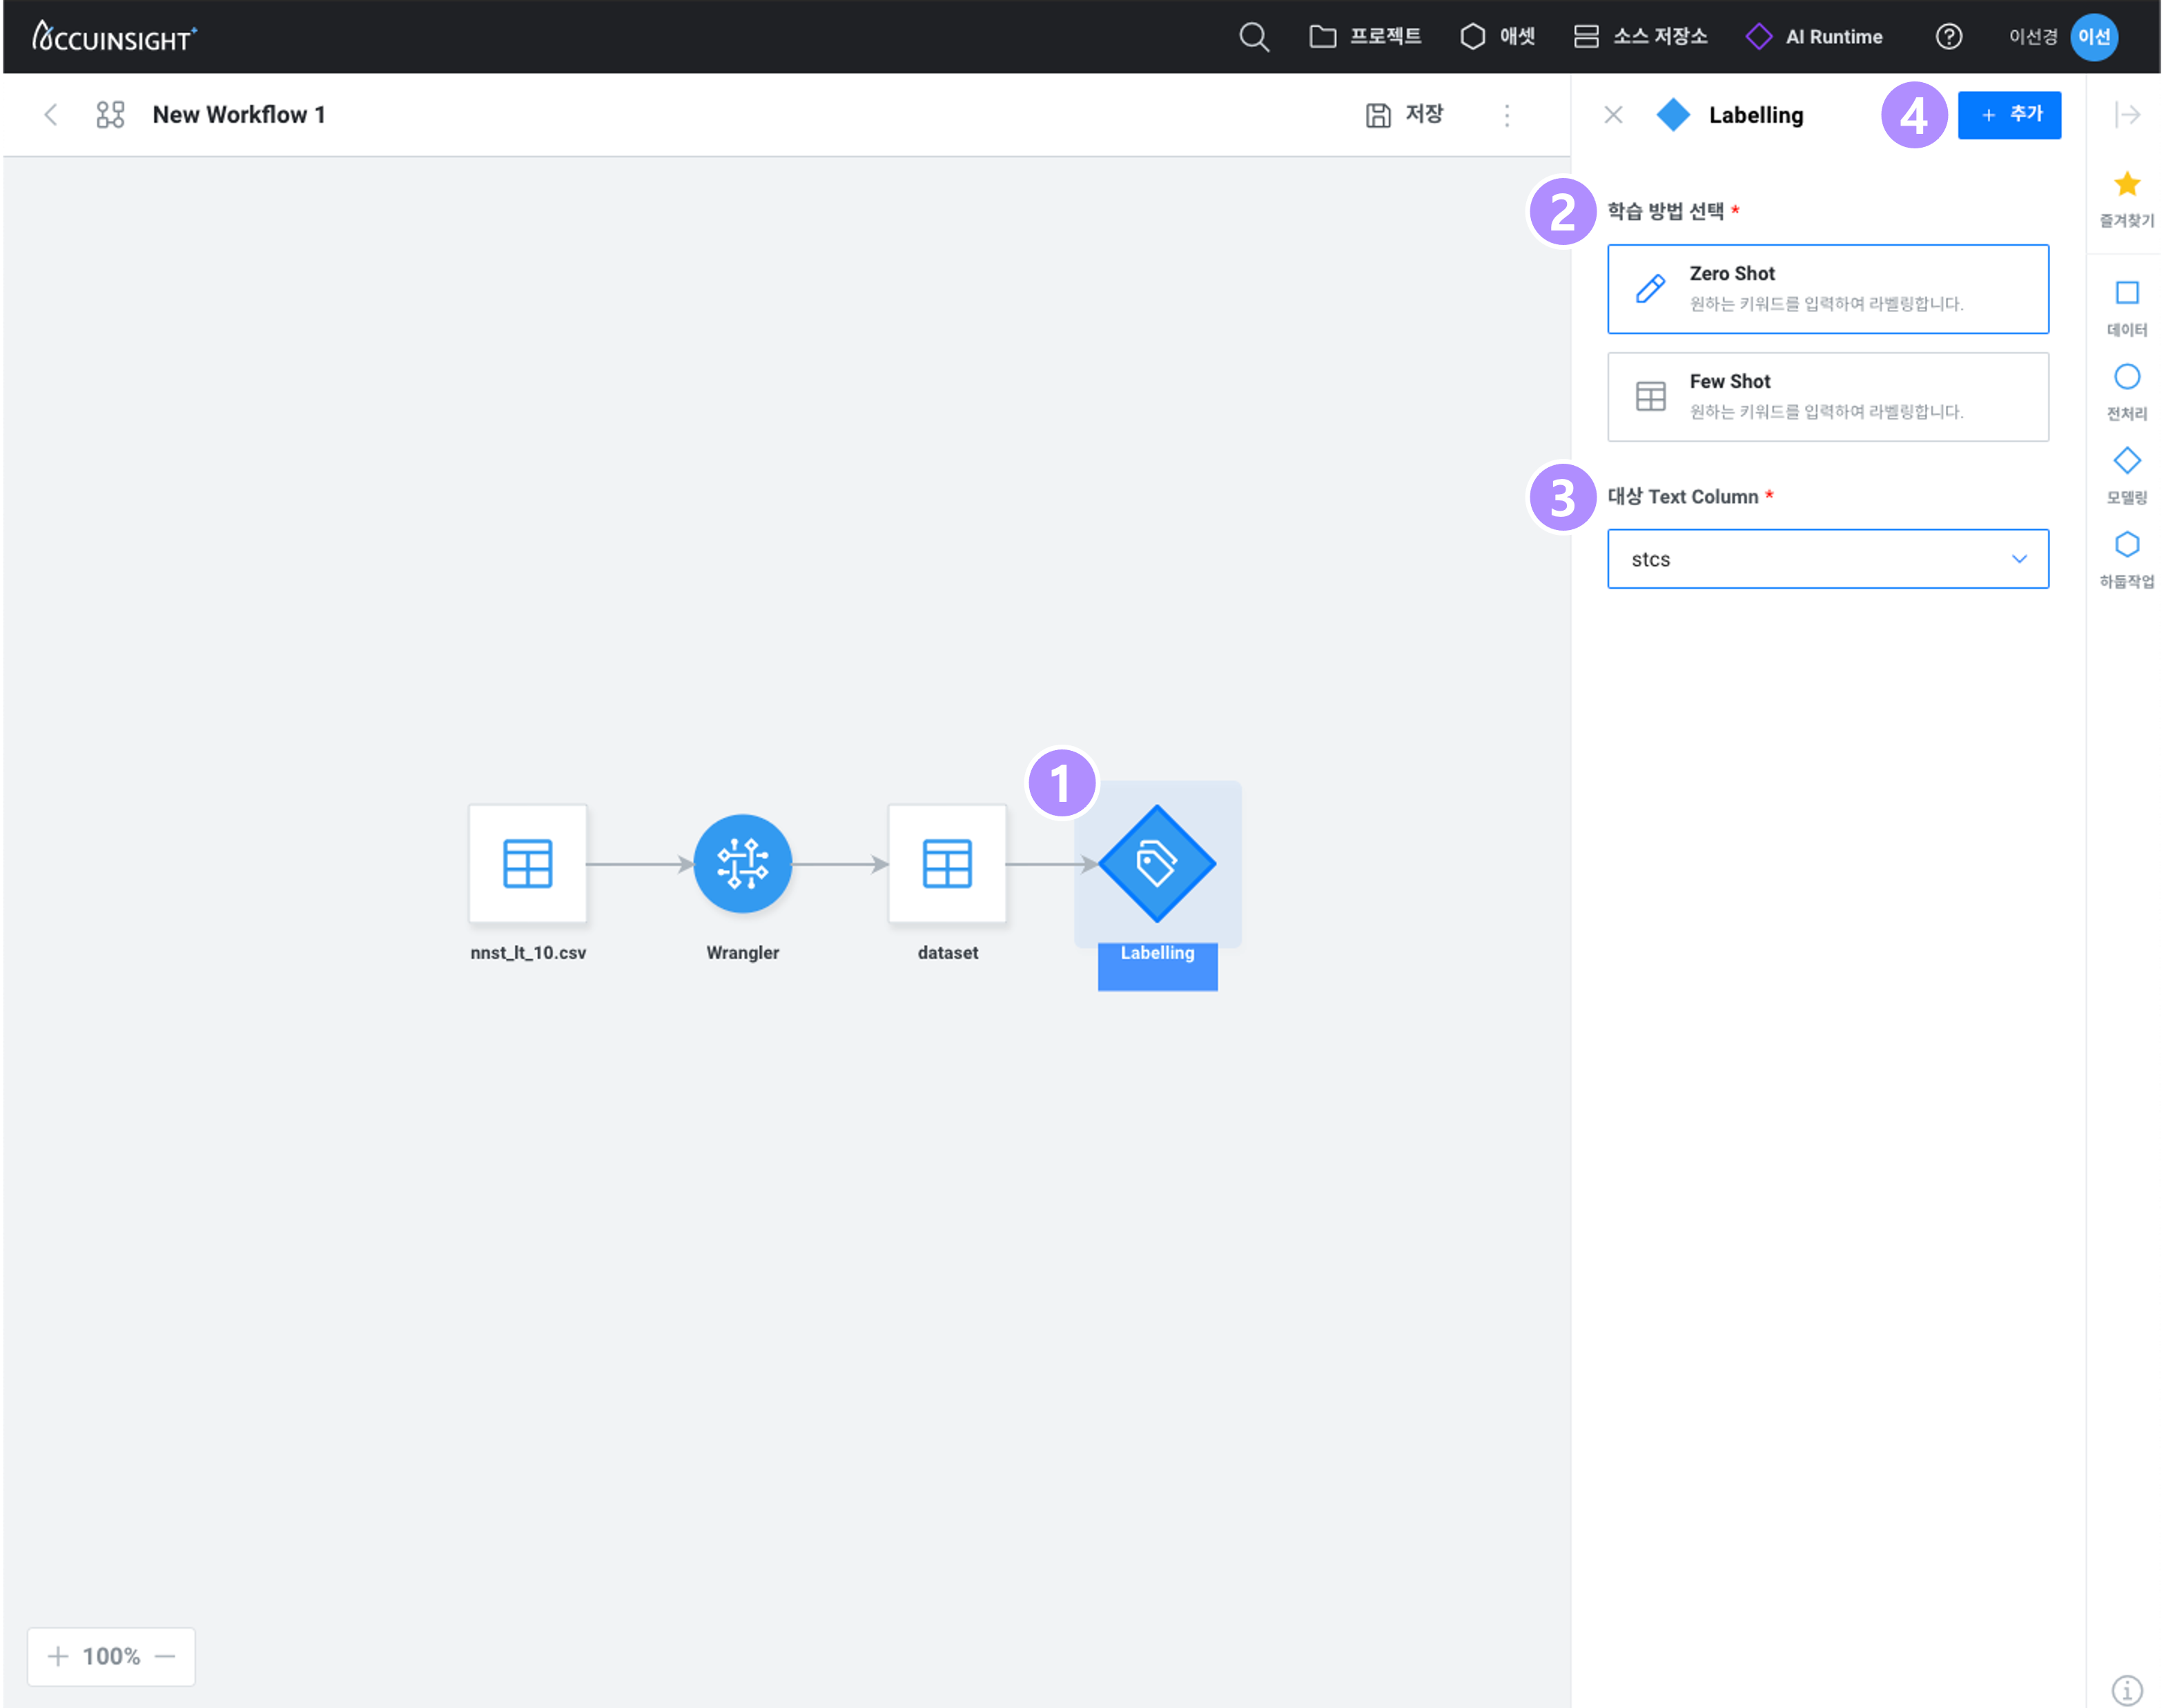 ACCUINSIGHT+
프로젝트
애셋
소스 저장소
AI Runtime
이선경
이선
New Workflow 1
저장
Labelling
4
+ 추가
즐겨찾기
데이터
전처리
모델링
하둡작업
2
학습 방법 선택 *
Zero Shot
원하는 키워드를 입력하여 라벨링합니다.
Few Shot
원하는 키워드를 입력하여 라벨링합니다.
3
대상 Text Column *
stcs
1
nnst_lt_10.csv
Wrangler
dataset
Labelling
+ 100% −